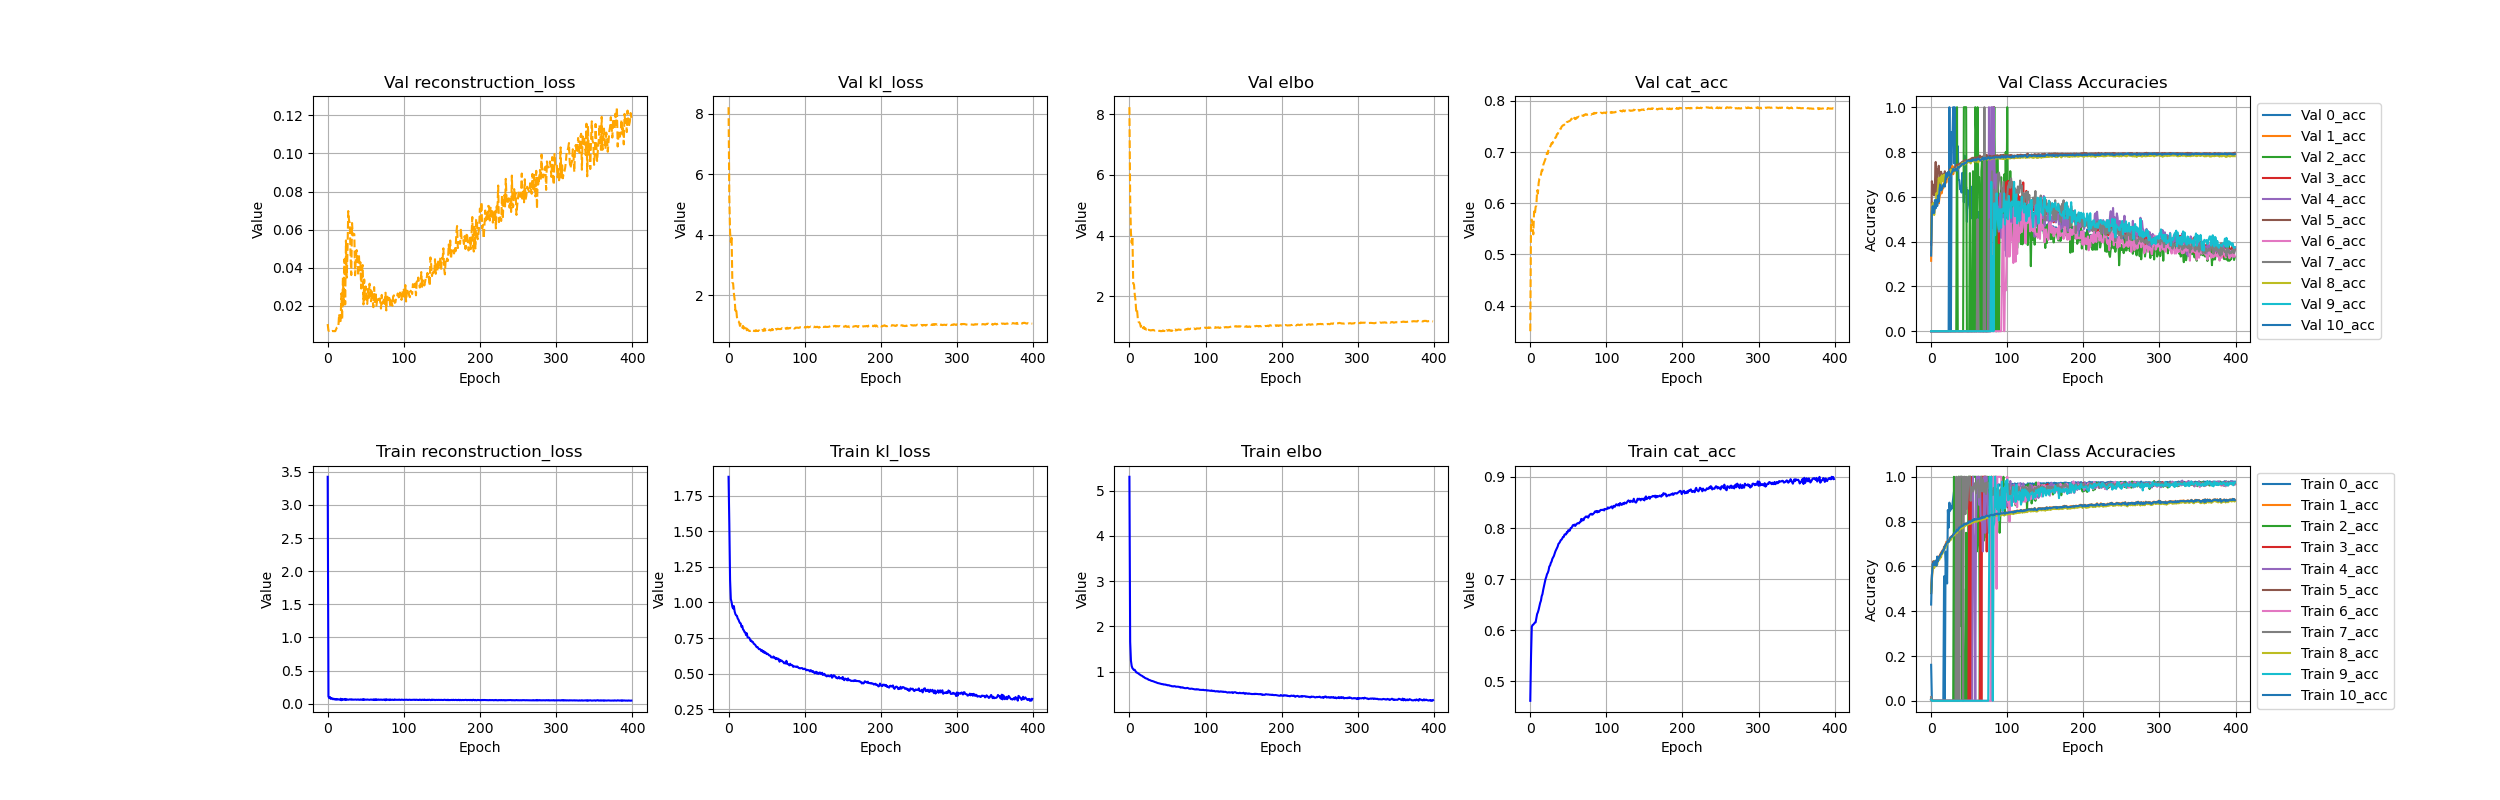 Val reconstruction_loss
Value
0.12
0.10
0.08
0.06
0.04
0.02
0 100 200 300 400
Epoch
Val kl_loss
Value
8
6
4
2
0 100 200 300 400
Epoch
Val elbo
Value
8
6
4
2
0 100 200 300 400
Epoch
Val cat_acc
Value
0.8
0.7
0.6
0.5
0.4
0 100 200 300 400
Epoch
Val Class Accuracies
Accuracy
1.0
0.8
0.6
0.4
0.2
0.0
0 100 200 300 400
Epoch
Val 0_acc
Val 1_acc
Val 2_acc
Val 3_acc
Val 4_acc
Val 5_acc
Val 6_acc
Val 7_acc
Val 8_acc
Val 9_acc
Val 10_acc
Train reconstruction_loss
Value
3.5
3.0
2.5
2.0
1.5
1.0
0.5
0.0
0 100 200 300 400
Epoch
Train kl_loss
Value
1.75
1.50
1.25
1.00
0.75
0.50
0.25
0 100 200 300 400
Epoch
Train elbo
Value
5
4
3
2
1
0 100 200 300 400
Epoch
Train cat_acc
Value
0.9
0.8
0.7
0.6
0.5
0 100 200 300 400
Epoch
Train Class Accuracies
Accuracy
1.0
0.8
0.6
0.4
0.2
0.0
0 100 200 300 400
Epoch
Train 0_acc
Train 1_acc
Train 2_acc
Train 3_acc
Train 4_acc
Train 5_acc
Train 6_acc
Train 7_acc
Train 8_acc
Train 9_acc
Train 10_acc